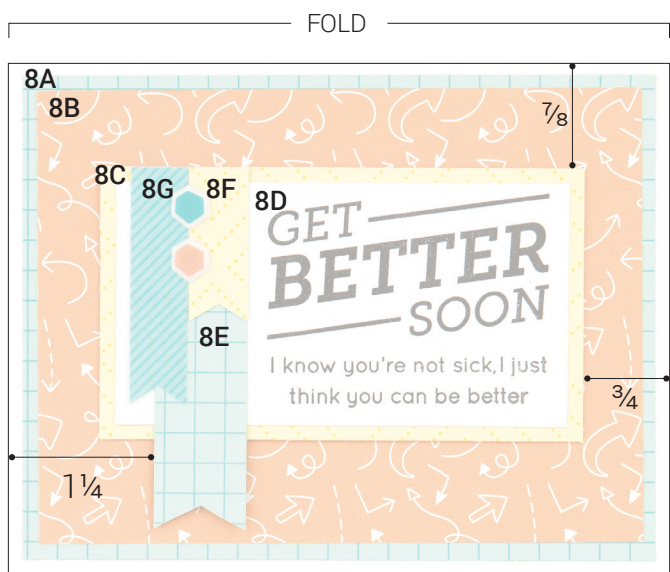 FOLD
8A
8B
⅞
8C
8G
8F
8D
GET
BETTER
SOON
8E
I know you're not sick, I just
think you can be better
¾
1¼